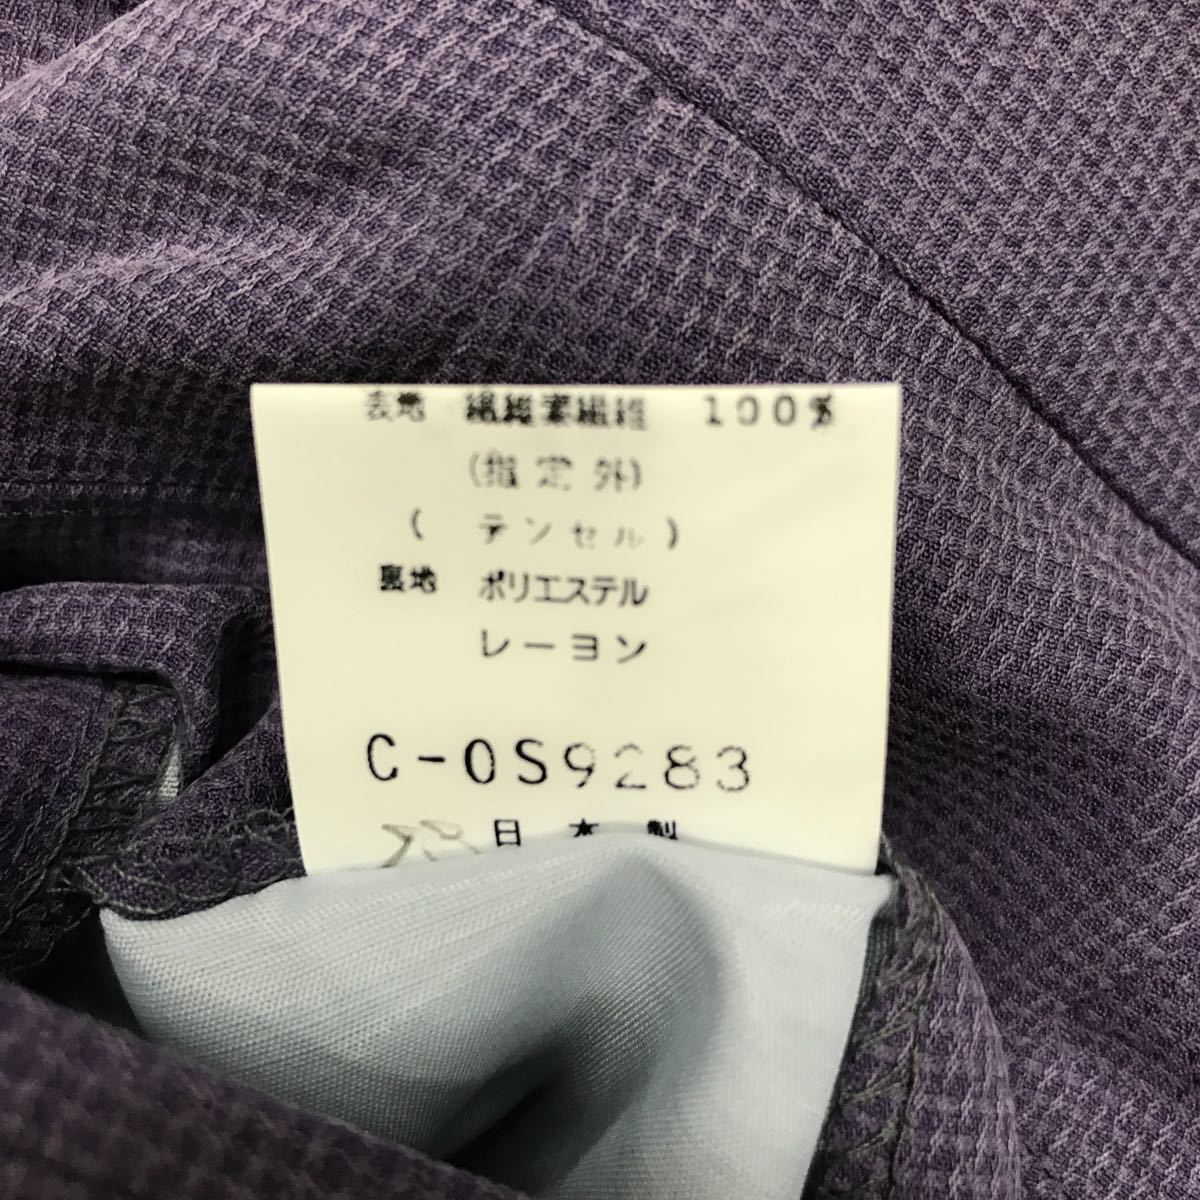 表地 繊維素繊維 100%
(指定外)
( テンセル )
裏地 ポリエステル
レーヨン
C-0S9283
日本製